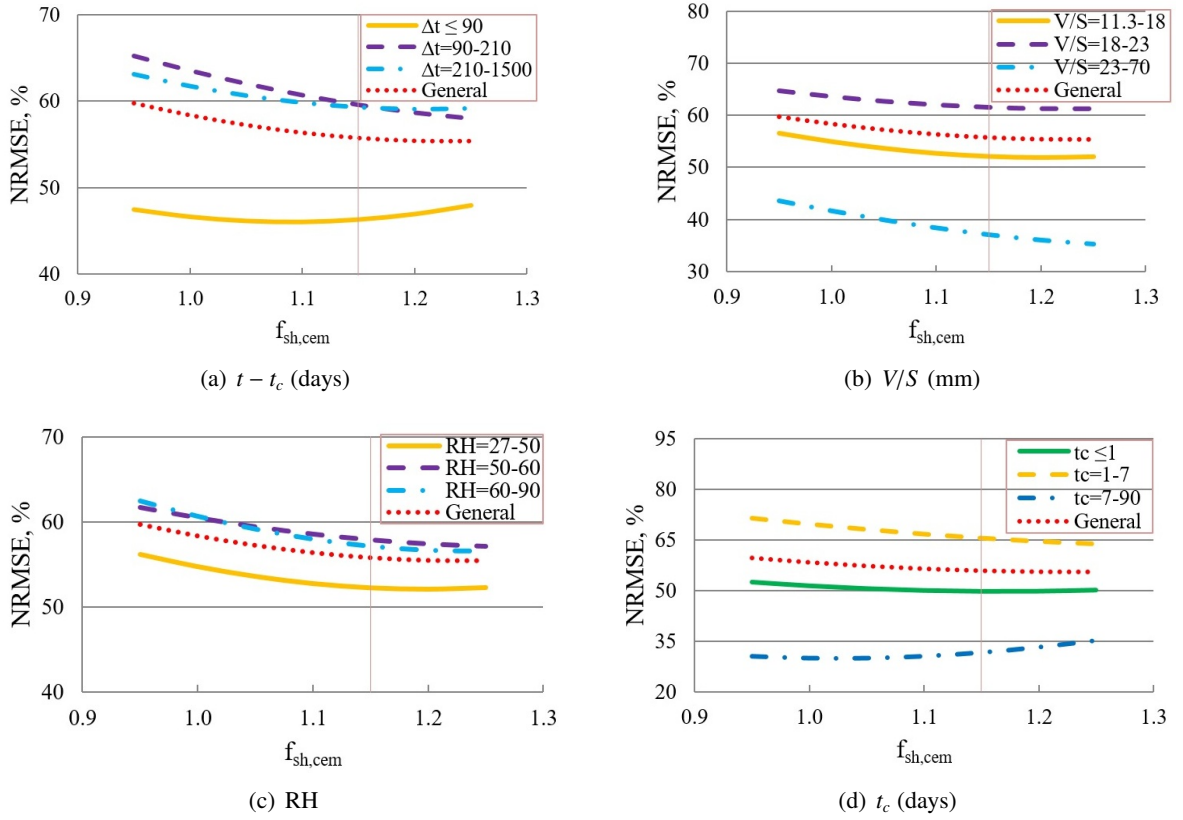 70
60
50
40
NRMSE, %
Δt ≤ 90
Δt=90-210
Δt=210-1500
General
0.9 1.0 1.1 1.2 1.3
fsh,cem
(a) t − tc (days)
80
70
60
50
40
30
NRMSE, %
V/S=11.3-18
V/S=18-23
V/S=23-70
General
0.9 1.0 1.1 1.2 1.3
fsh,cem
(b) V/S (mm)
70
60
50
40
NRMSE, %
RH=27-50
RH=50-60
RH=60-90
General
0.9 1.0 1.1 1.2 1.3
fsh,cem
(c) RH
95
80
65
50
35
20
NRMSE, %
tc ≤1
tc=1-7
tc=7-90
General
0.9 1.0 1.1 1.2 1.3
fsh,cem
(d) tc (days)